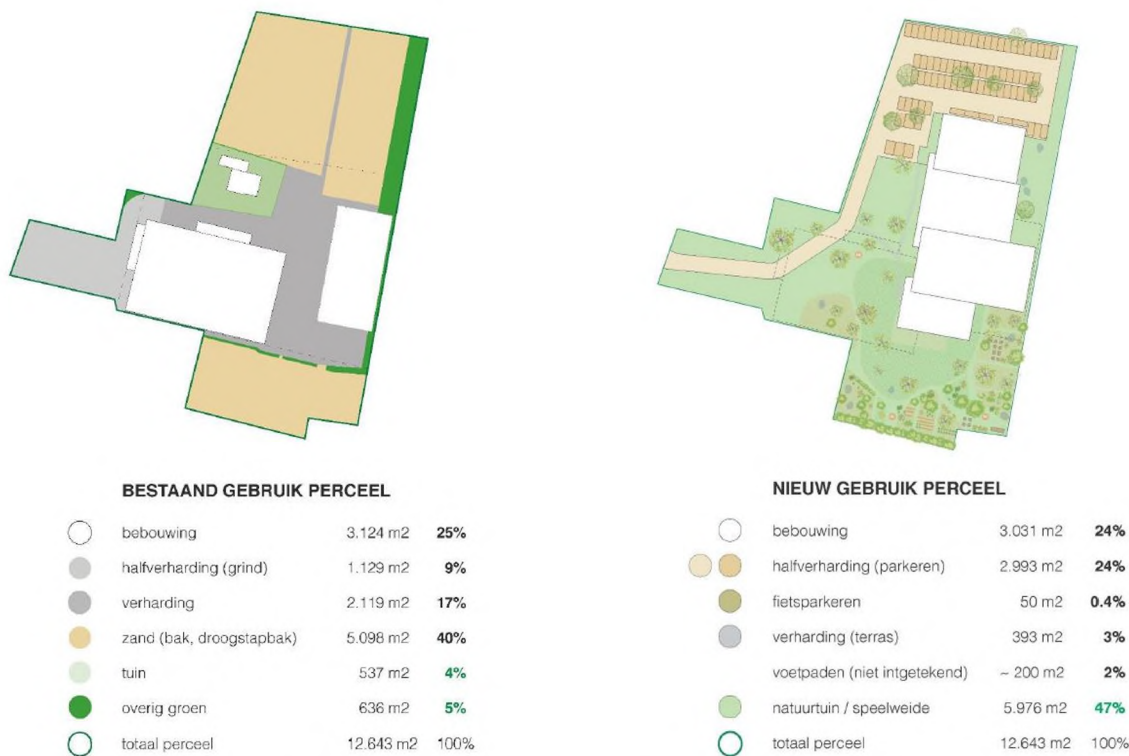 BESTAAND GEBRUIK PERCEEL
bebouwing 3.124 m2 25%
halfverharding (grind) 1.129 m2 9%
verharding 2.119 m2 17%
zand (bak, droogstapbak) 5.098 m2 40%
tuin 537 m2 4%
overig groen 636 m2 5%
totaal perceel 12.643 m2 100%
NIEUW GEBRUIK PERCEEL
bebouwing 3.031 m2 24%
halfverharding (parkeren) 2.993 m2 24%
fietsparkeren 50 m2 0.4%
verharding (terras) 393 m2 3%
voetpaden (niet intgetekend) ~ 200 m2 2%
natuurtuin / speelweide 5.976 m2 47%
totaal perceel 12.643 m2 100%